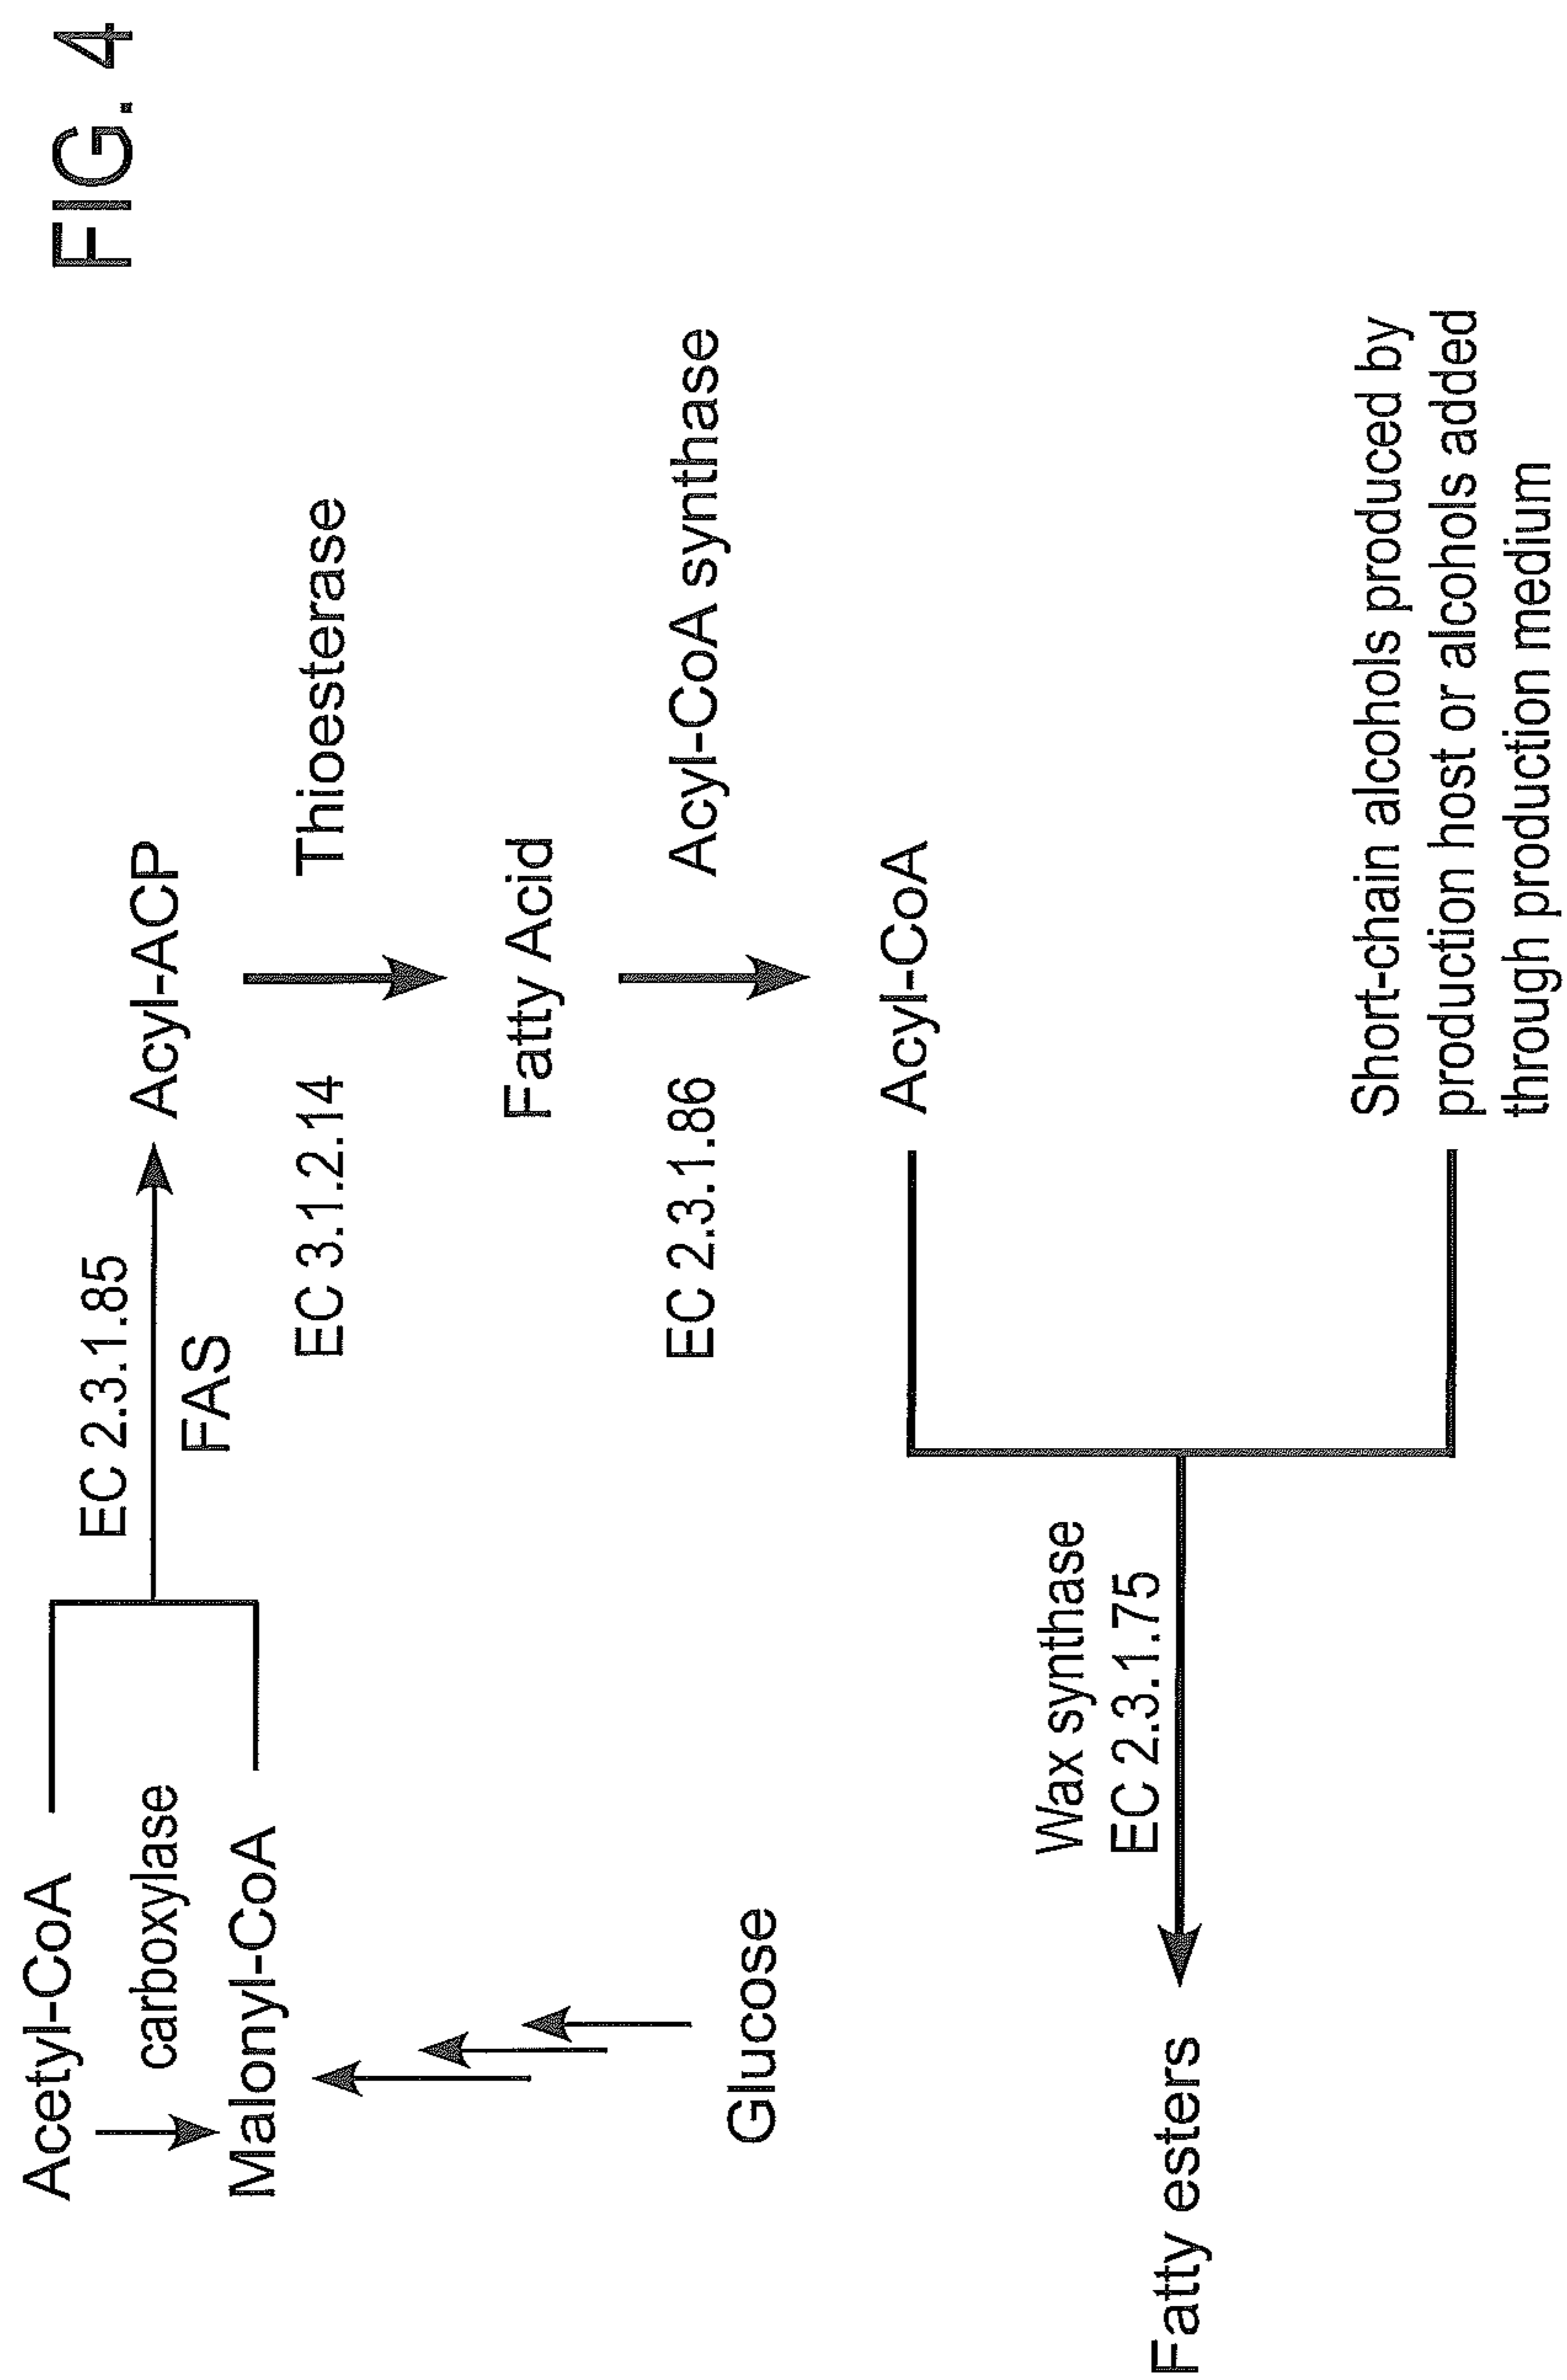 FIG. 4
Acetyl-CoA
carboxylase
Malonyl-CoA
Glucose
EC 2.3.1.85
FAS
Acyl-ACP
EC 3.1.2.14
Thioesterase
Fatty Acid
EC 2.3.1.86
Acyl-CoA synthase
Acyl-CoA
Wax synthase
EC 2.3.1.75
Fatty esters
Short-chain alcohols produced by
production host or alcohols added
through production medium